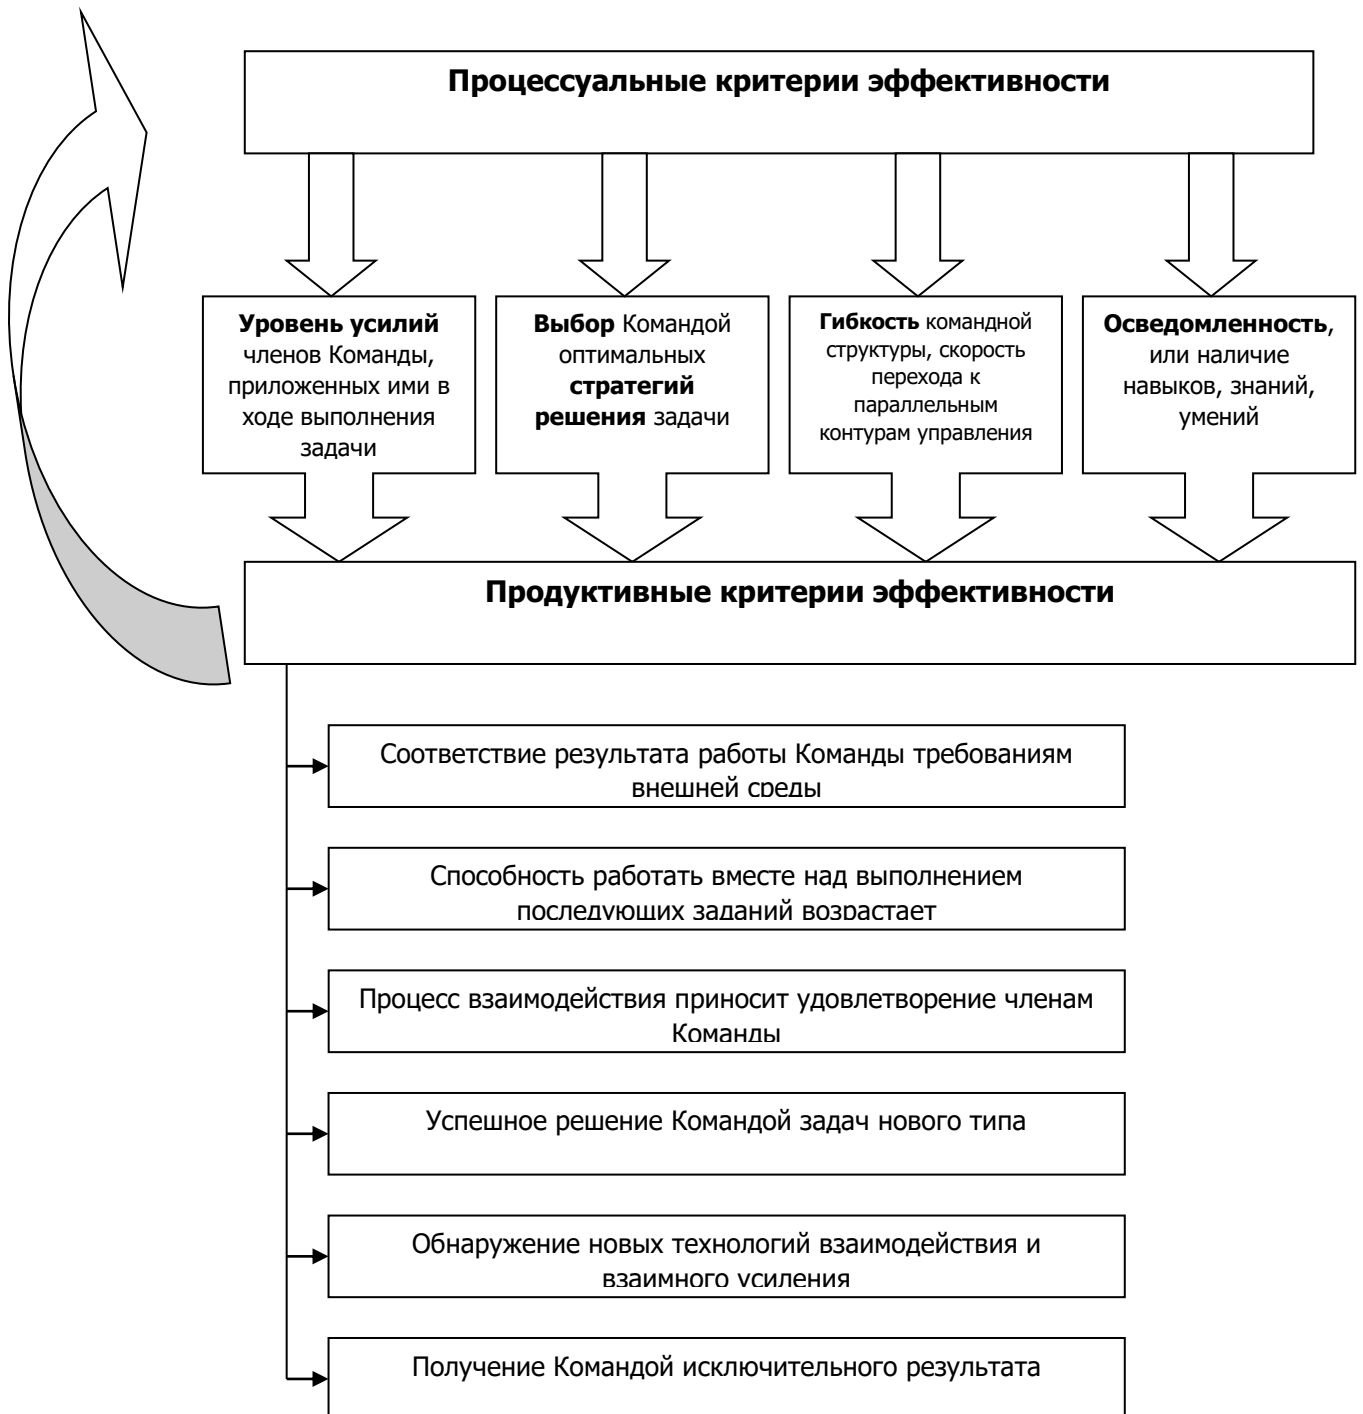 Процессуальные критерии эффективности
Уровень усилий
членов Команды,
приложенных ими в
ходе выполнения
задачи
Выбор Командой
оптимальных
стратегий
решения задачи
Гибкость командной
структуры, скорость
перехода к
параллельным
контурам управления
Осведомленность,
или наличие
навыков, знаний,
умений
Продуктивные критерии эффективности
Соответствие результата работы Команды требованиям
внешней среды
Способность работать вместе над выполнением
последующих заданий возрастает
Процесс взаимодействия приносит удовлетворение членам
Команды
Успешное решение Командой задач нового типа
Обнаружение новых технологий взаимодействия и
взаимного усиления
Получение Командой исключительного результата